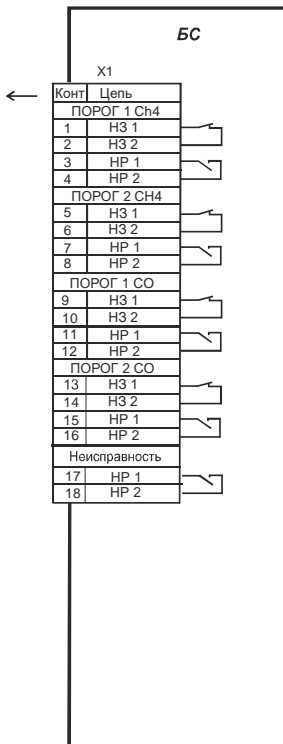 БС
X1
Конт Цепь
ПОРОГ 1 Ch4
1 НЗ 1
2 НЗ 2
3 НР 1
4 НР 2
ПОРОГ 2 CH4
5 НЗ 1
6 НЗ 2
7 НР 1
8 НР 2
ПОРОГ 1 CO
9 НЗ 1
10 НЗ 2
11 НР 1
12 НР 2
ПОРОГ 2 CO
13 НЗ 1
14 НЗ 2
15 НР 1
16 НР 2
Неисправность
17 НР 1
18 НР 2